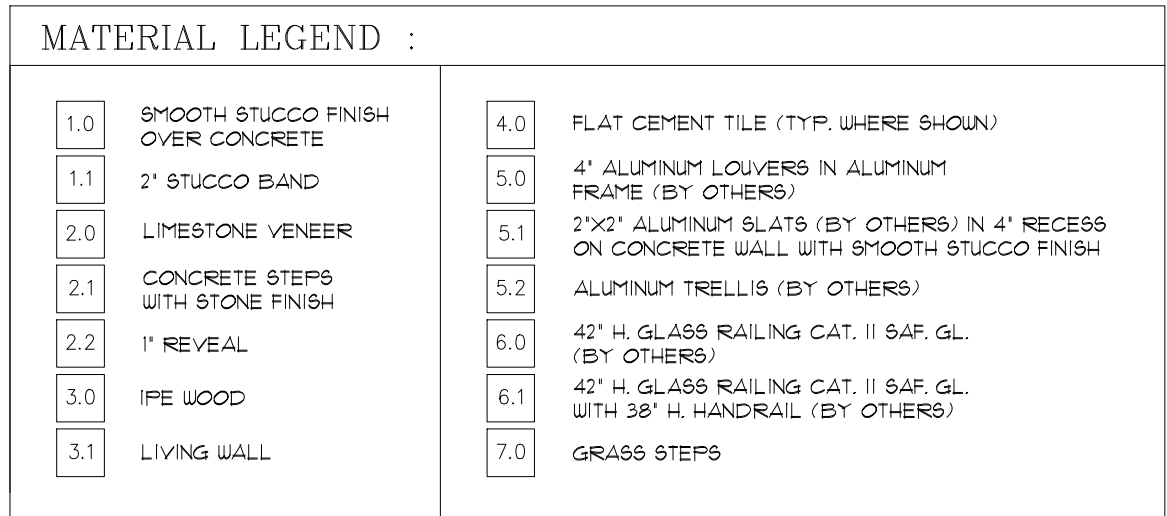 MATERIAL LEGEND :
1.0 SMOOTH STUCCO FINISH
OVER CONCRETE
1.1 2" STUCCO BAND
2.0 LIMESTONE VENEER
2.1 CONCRETE STEPS
WITH STONE FINISH
2.2 1" REVEAL
3.0 IPE WOOD
3.1 LIVING WALL
4.0 FLAT CEMENT TILE (TYP. WHERE SHOWN)
5.0 4" ALUMINUM LOUVERS IN ALUMINUM
FRAME (BY OTHERS)
5.1 2"X2" ALUMINUM SLATS (BY OTHERS) IN 4" RECESS
ON CONCRETE WALL WITH SMOOTH STUCCO FINISH
5.2 ALUMINUM TRELLIS (BY OTHERS)
6.0 42" H. GLASS RAILING CAT. II SAF. GL.
(BY OTHERS)
6.1 42" H. GLASS RAILING CAT. II SAF. GL.
WITH 38" H. HANDRAIL (BY OTHERS)
7.0 GRASS STEPS